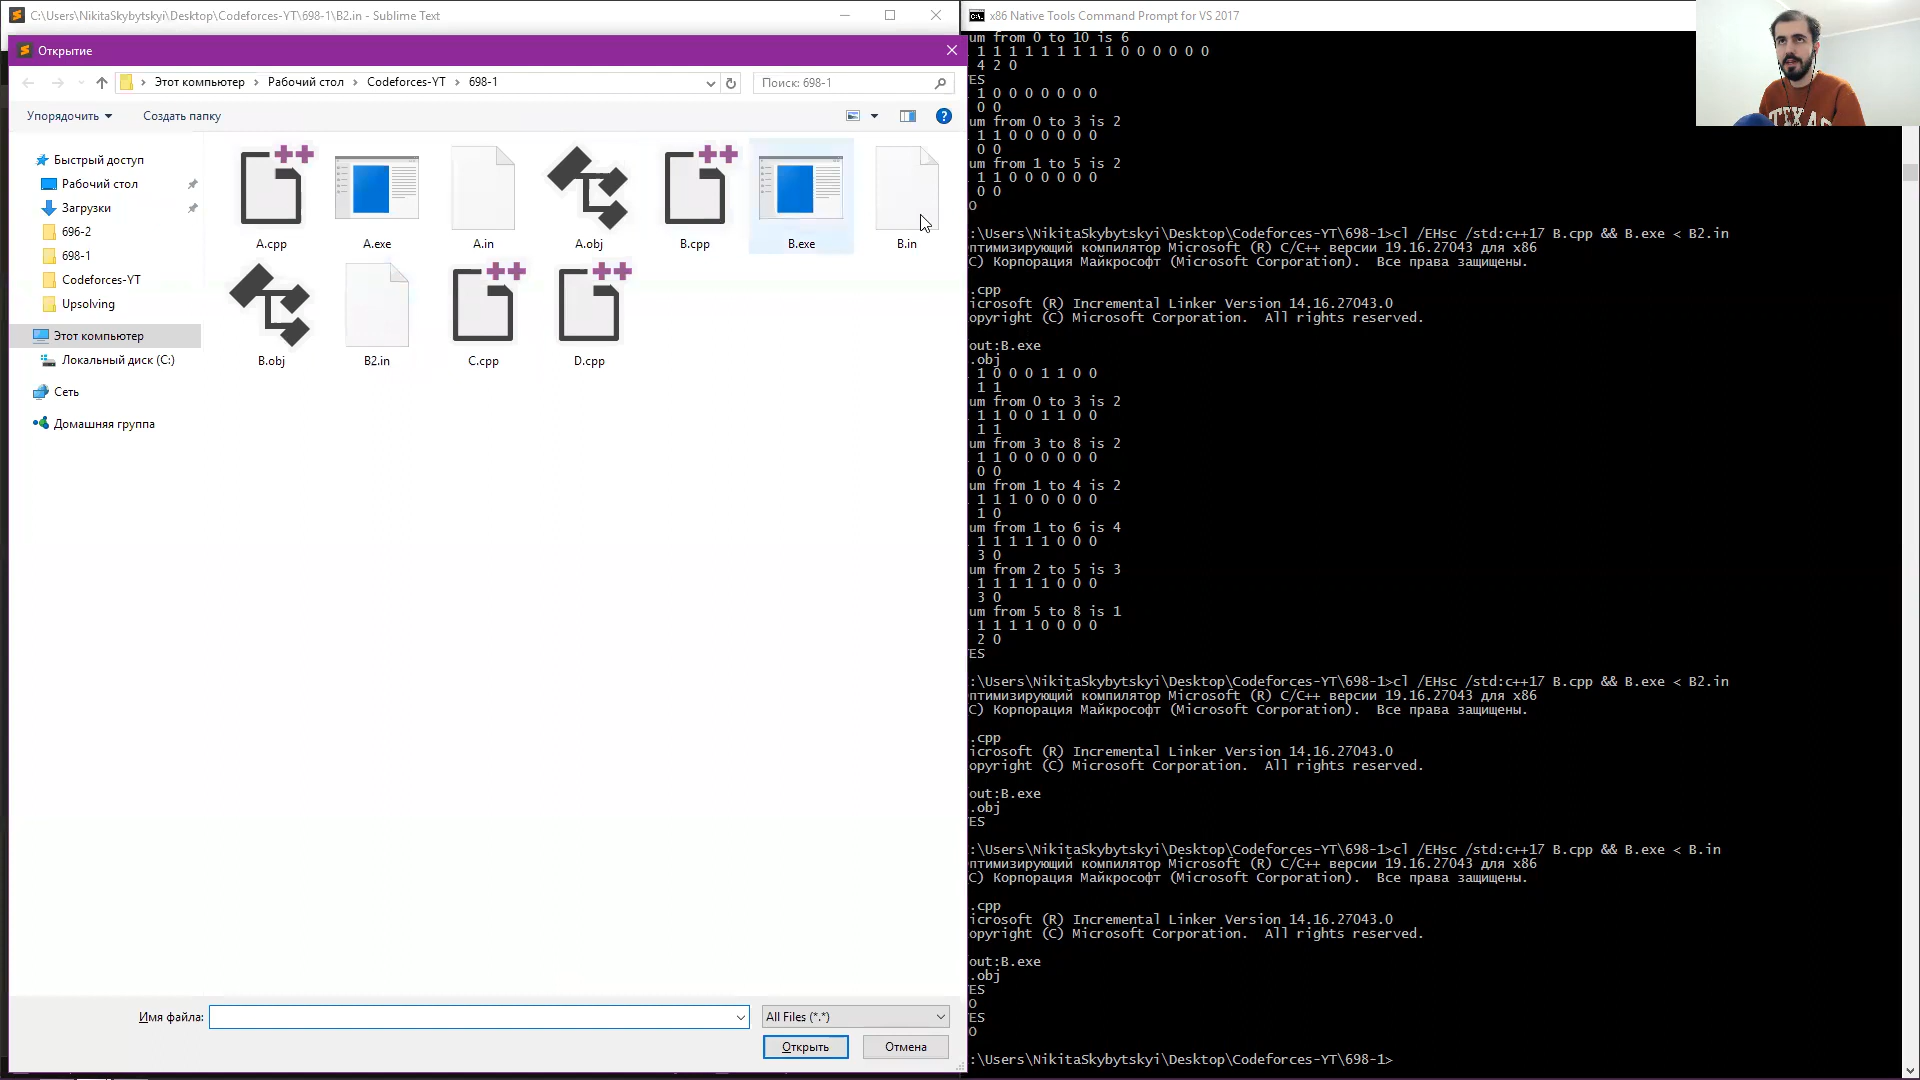 C:\Users\NikitaSkybytskyi\Desktop\Codeforces-YT\698-1\B2.in - Sublime Text
Открытие
Этот компьютер
Рабочий стол
Codeforces-YT
698-1
Поиск: 698-1
Упорядочить
Создать папку
Быстрый доступ
Рабочий стол
Загрузки
696-2
698-1
Codeforces-YT
Upsolving
Этот компьютер
Локальный диск (C:)
Сеть
Домашняя группа
A.cpp
A.exe
A.in
A.obj
B.cpp
B.exe
B.in
B.obj
B2.in
C.cpp
D.cpp
Имя файла:
All Files (*.*)
Открыть
Отмена
x86 Native Tools Command Prompt for VS 2017
um from 0 to 10 is 6
1 1 1 1 1 1 1 1 1 0 0 0 0 0 0
4 2 0
ES
1 0 0 0 0 0 0 0
0 0
um from 0 to 3 is 2
1 1 0 0 0 0 0 0
0 0
um from 1 to 5 is 2
1 1 0 0 0 0 0 0
0 0
O
:\Users\NikitaSkybytskyi\Desktop\Codeforces-YT\698-1>cl /EHsc /std:c++17 B.cpp && B.exe < B2.in
птимизирующий компилятор Microsoft (R) C/C++ версии 19.16.27043 для x86
C) Корпорация Майкрософт (Microsoft Corporation).  Все права защищены.
.cpp
icrosoft (R) Incremental Linker Version 14.16.27043.0
opyright (C) Microsoft Corporation.  All rights reserved.
out:B.exe
.obj
1 0 0 0 1 1 0 0
1 1
um from 0 to 3 is 2
1 1 0 0 1 1 0 0
1 1
um from 3 to 8 is 2
1 1 0 0 0 0 0 0
0 0
um from 1 to 4 is 2
1 1 1 0 0 0 0 0
1 0
um from 1 to 6 is 4
1 1 1 1 1 0 0 0
3 0
um from 2 to 5 is 3
1 1 1 1 1 0 0 0
3 0
um from 5 to 8 is 1
1 1 1 1 0 0 0 0
2 0
ES
:\Users\NikitaSkybytskyi\Desktop\Codeforces-YT\698-1>cl /EHsc /std:c++17 B.cpp && B.exe < B2.in
птимизирующий компилятор Microsoft (R) C/C++ версии 19.16.27043 для x86
C) Корпорация Майкрософт (Microsoft Corporation).  Все права защищены.
.cpp
icrosoft (R) Incremental Linker Version 14.16.27043.0
opyright (C) Microsoft Corporation.  All rights reserved.
out:B.exe
.obj
ES
:\Users\NikitaSkybytskyi\Desktop\Codeforces-YT\698-1>cl /EHsc /std:c++17 B.cpp && B.exe < B.in
птимизирующий компилятор Microsoft (R) C/C++ версии 19.16.27043 для x86
C) Корпорация Майкрософт (Microsoft Corporation).  Все права защищены.
.cpp
icrosoft (R) Incremental Linker Version 14.16.27043.0
opyright (C) Microsoft Corporation.  All rights reserved.
out:B.exe
.obj
ES
O
ES
O
:\Users\NikitaSkybytskyi\Desktop\Codeforces-YT\698-1>
TEXAS